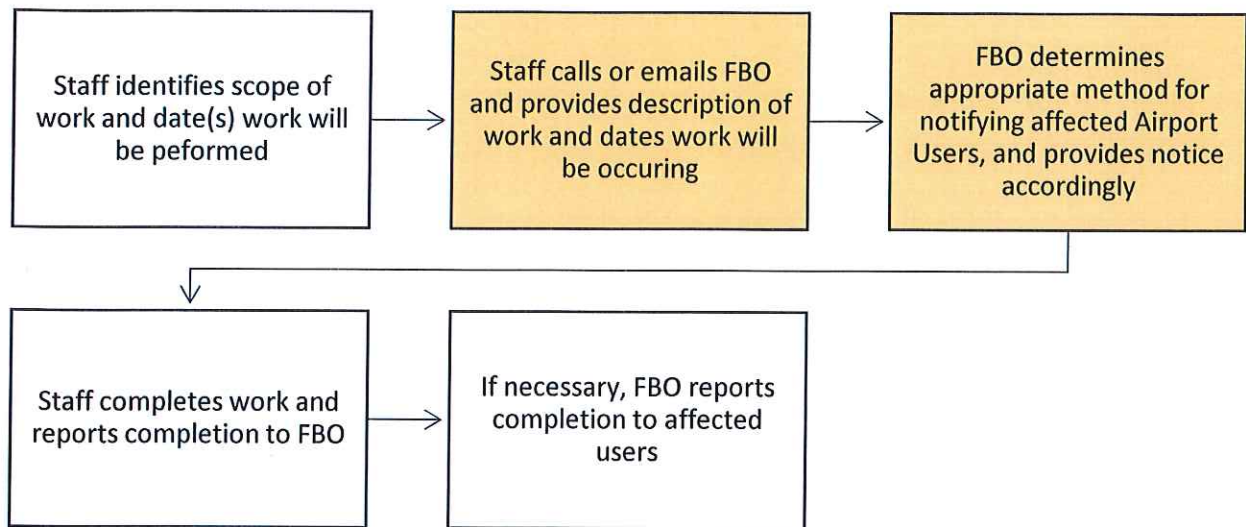 Staff identifies scope of
work and date(s) work will
be peformed
Staff calls or emails FBO
and provides description of
work and dates work will
be occuring
FBO determines
appropriate method for
notifying affected Airport
Users, and provides notice
accordingly
Staff completes work and
reports completion to FBO
If necessary, FBO reports
completion to affected
users